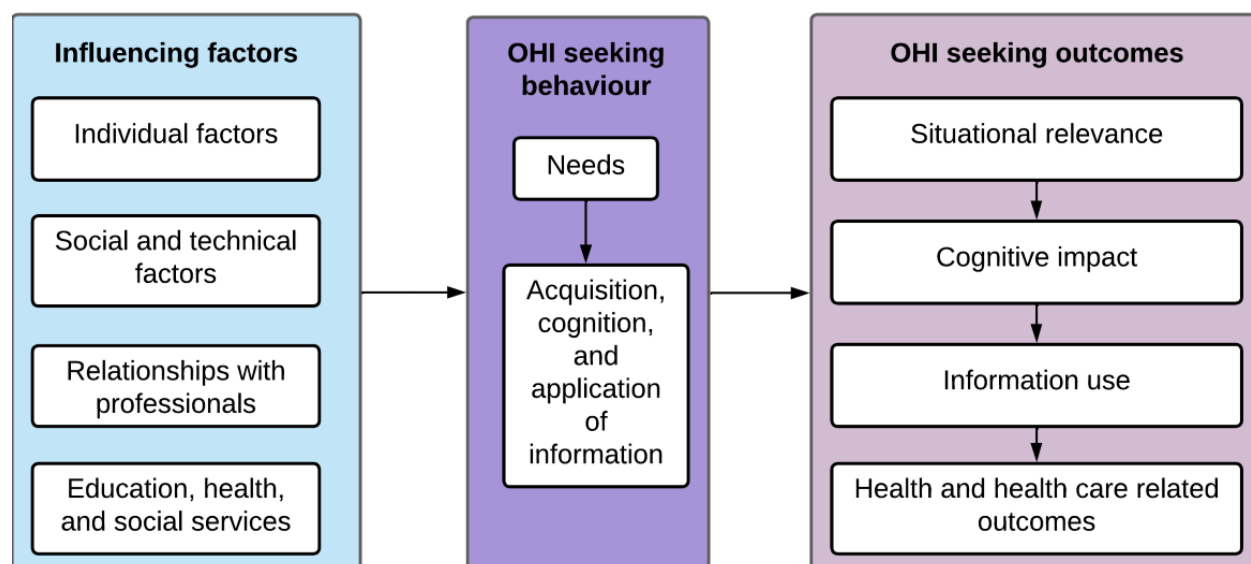 Influencing factors
Individual factors
Social and technical
factors
Relationships with
professionals
Education, health,
and social services
OHI seeking
behaviour
Needs
Acquisition,
cognition,
and
application
of
information
OHI seeking outcomes
Situational relevance
Cognitive impact
Information use
Health and health care related
outcomes